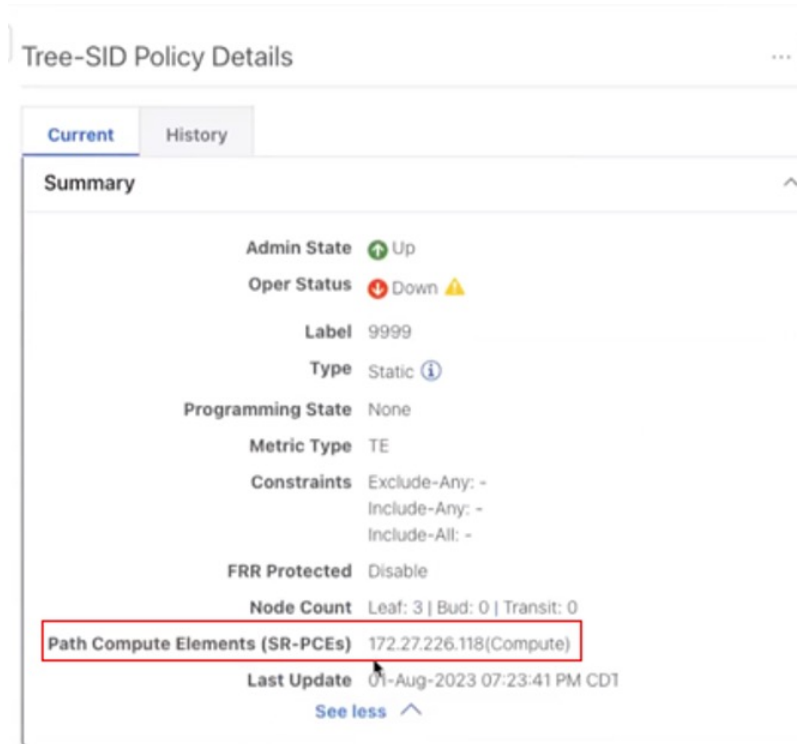 Tree-SID Policy Details
Current History
Summary
Admin State Up
Oper Status Down
Label 9999
Type Static
Programming State None
Metric Type TE
Constraints Exclude-Any: -
Include-Any: -
Include-All: -
FRR Protected Disable
Node Count Leaf: 3 | Bud: 0 | Transit: 0
Path Compute Elements (SR-PCEs) 172.27.226.118(Compute)
Last Update 01-Aug-2023 07:23:41 PM CDT
See less